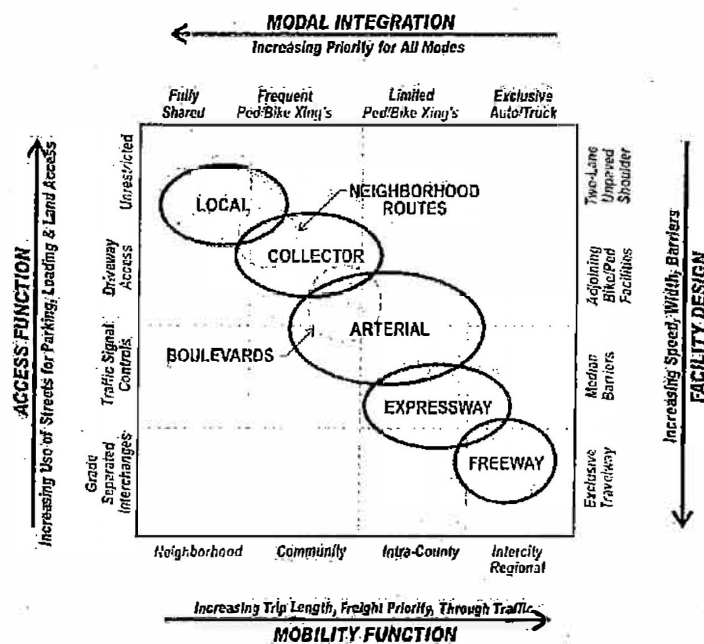 MODAL INTEGRATION
Increasing Priority for All Modes
Fully
Shared
Frequent
Ped/Bike Xing's
Limited
Ped/Bike Xing's
Exclusive
Auto/Truck
ACCESS FUNCTION
Increasing Use of Streets for Parking, Loading & Land Access
Unrestricted
Driveway
Access
Traffic Signal
Controls
Grade
Separated
Interchanges
LOCAL
NEIGHBORHOOD
ROUTES
COLLECTOR
ARTERIAL
BOULEVARDS
EXPRESSWAY
FREEWAY
Two-Lane
Unpaved
Shoulder
Adjoining
Bike/Ped
Facilities
Median
Barriers
Exclusive
Travelway
Increasing Speed, Width, Barriers
FACILITY DESIGN
Neighborhood
Community
Intra-County
Intercity
Regional
Increasing Trip Length, Freight Priority, Through Traffic
MOBILITY FUNCTION